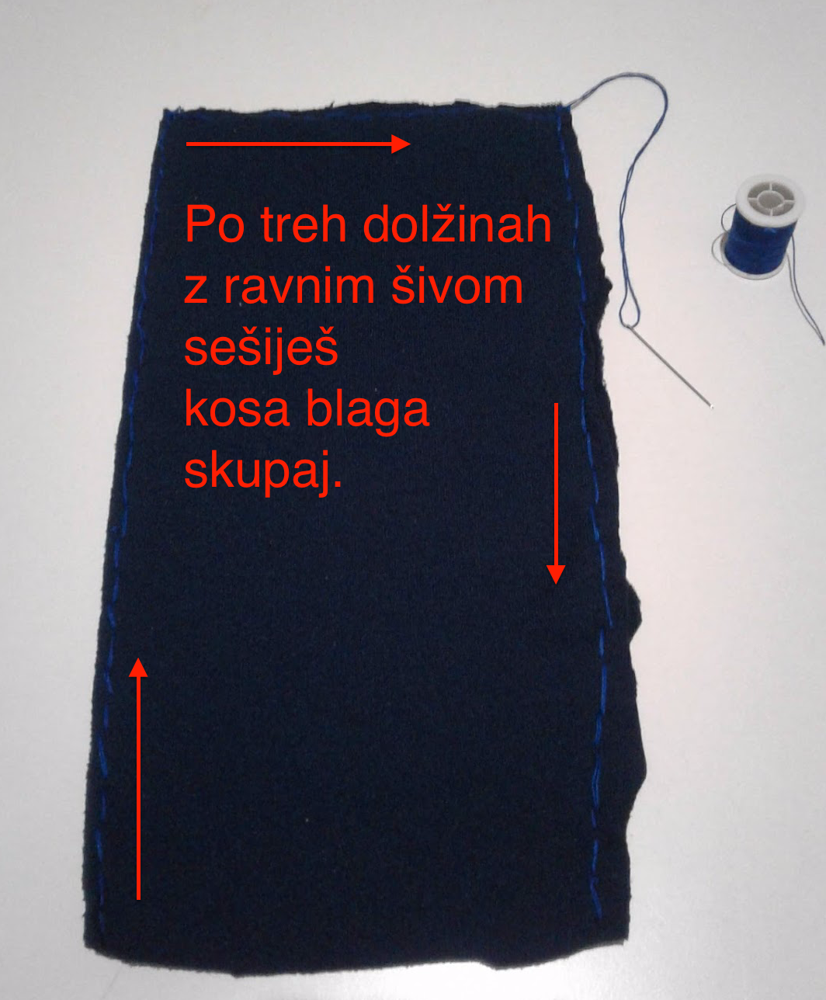 Po treh dolžinah
z ravnim šivom
sešiješ
kosa blaga
skupaj.